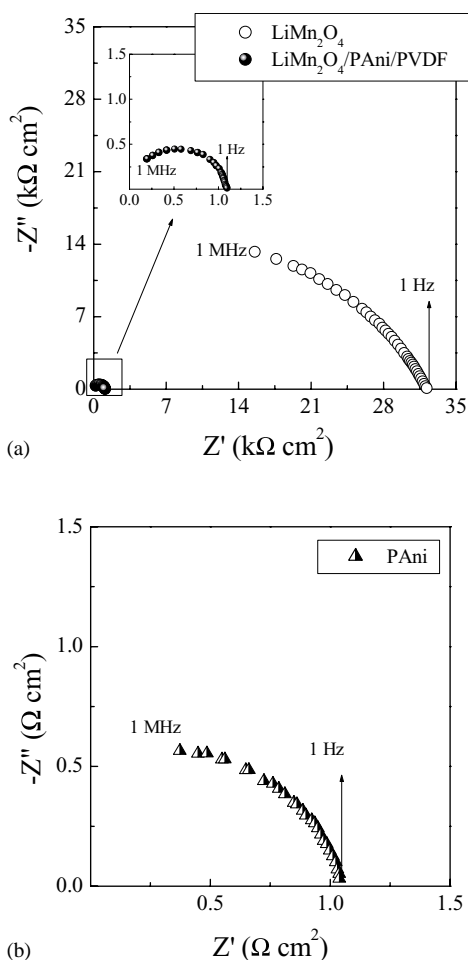 LiMn₂O₄
LiMn₂O₄/PAni/PVDF
35
28
21
14
7
0
-Z" (kΩ cm²)
1.5
1.0
0.5
0.0
0.0 0.5 1.0 1.5
1 MHz
1 Hz
1 MHz
1 Hz
0 7 14 21 28 35
Z' (kΩ cm²)
(a)
PAni
1.5
1.0
0.5
0.0
-Z" (Ω cm²)
1 MHz
1 Hz
0.5 1.0 1.5
Z' (Ω cm²)
(b)